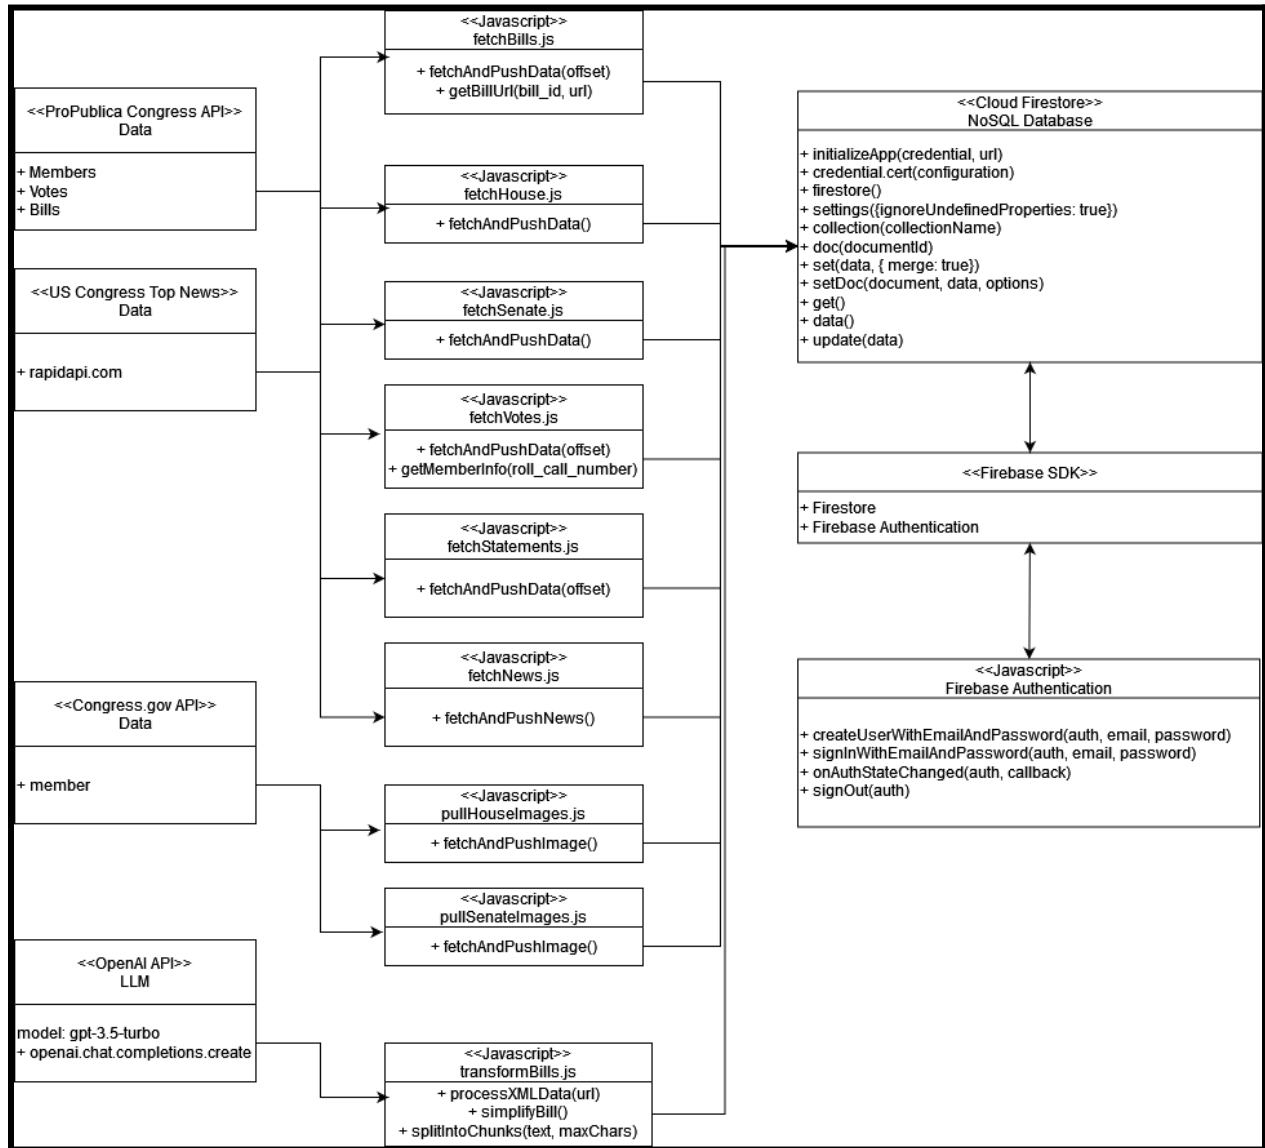 <<Javascript>>
fetchBills.js
+ fetchAndPushData(offset)
+ getBillUrl(bill_id, url)
<<ProPublica Congress API>>
Data
+ Members
+ Votes
+ Bills
<<Javascript>>
fetchHouse.js
+ fetchAndPushData()
<<US Congress Top News>>
Data
+ rapidapi.com
<<Javascript>>
fetchSenate.js
+ fetchAndPushData()
<<Javascript>>
fetchVotes.js
+ fetchAndPushData(offset)
+ getMemberInfo(roll_call_number)
<<Javascript>>
fetchStatements.js
+ fetchAndPushData(offset)
<<Javascript>>
fetchNews.js
+ fetchAndPushNews()
<<Congress.gov API>>
Data
+ member
<<Javascript>>
pullHouseImages.js
+ fetchAndPushImage()
<<Javascript>>
pullSenateImages.js
+ fetchAndPushImage()
<<OpenAI API>>
LLM
model: gpt-3.5-turbo
+ openai.chat.completions.create
<<Javascript>>
transformBills.js
+ processXMLData(url)
+ simplifyBill()
+ splitIntoChunks(text, maxChars)
<<Cloud Firestore>>
NoSQL Database
+ initializeApp(credential, url)
+ credential.cert(configuration)
+ firestore()
+ settings({ignoreUndefinedProperties: true})
+ collection(collectionName)
+ doc(documentId)
+ set(data, { merge: true})
+ setDoc(document, data, options)
+ get()
+ data()
+ update(data)
<<Firebase SDK>>
+ Firestore
+ Firebase Authentication
<<Javascript>>
Firebase Authentication
+ createUserWithEmailAndPassword(auth, email, password)
+ signInWithEmailAndPassword(auth, email, password)
+ onAuthStateChanged(auth, callback)
+ signOut(auth)